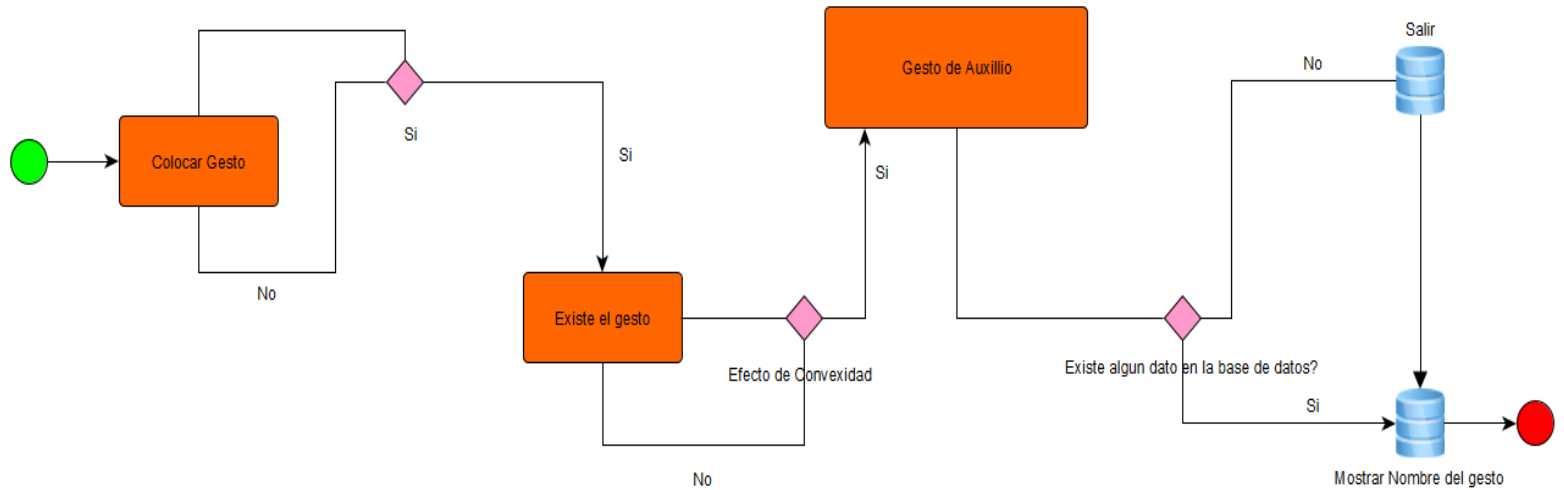 Colocar Gesto
Si
No
Si
Existe el gesto
Efecto de Convexidad
No
Si
Gesto de Auxillio
Existe algun dato en la base de datos?
No
Si
Salir
Mostrar Nombre del gesto